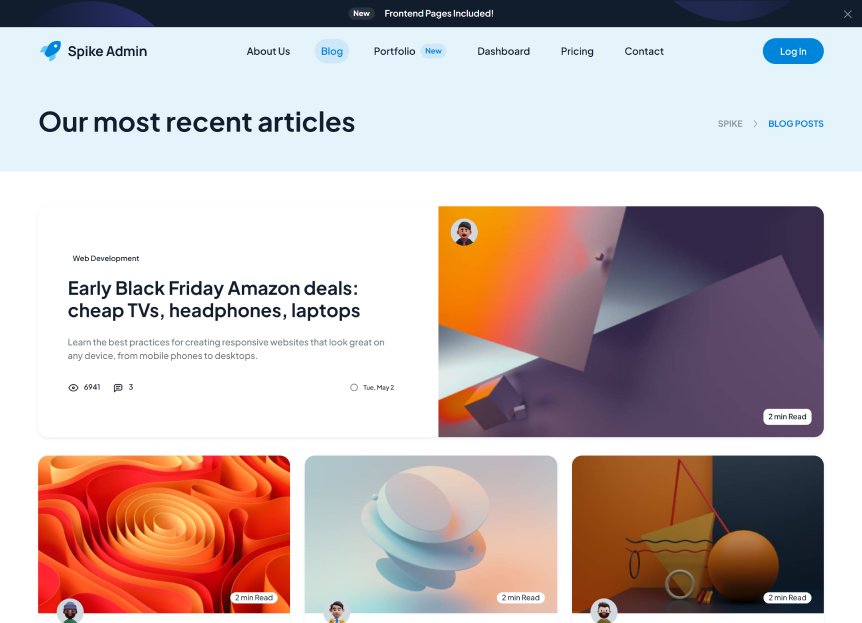 New Frontend Pages Included!
Spike Admin About Us Blog Portfolio New Dashboard Pricing Contact Log In
Our most recent articles
SPIKE BLOG POSTS
Web Development
Early Black Friday Amazon deals:
cheap TVs, headphones, laptops
Learn the best practices for creating responsive websites that look great on
any device, from mobile phones to desktops.
6941 3 Tue, May 2
2 min Read
2 min Read 2 min Read 2 min Read